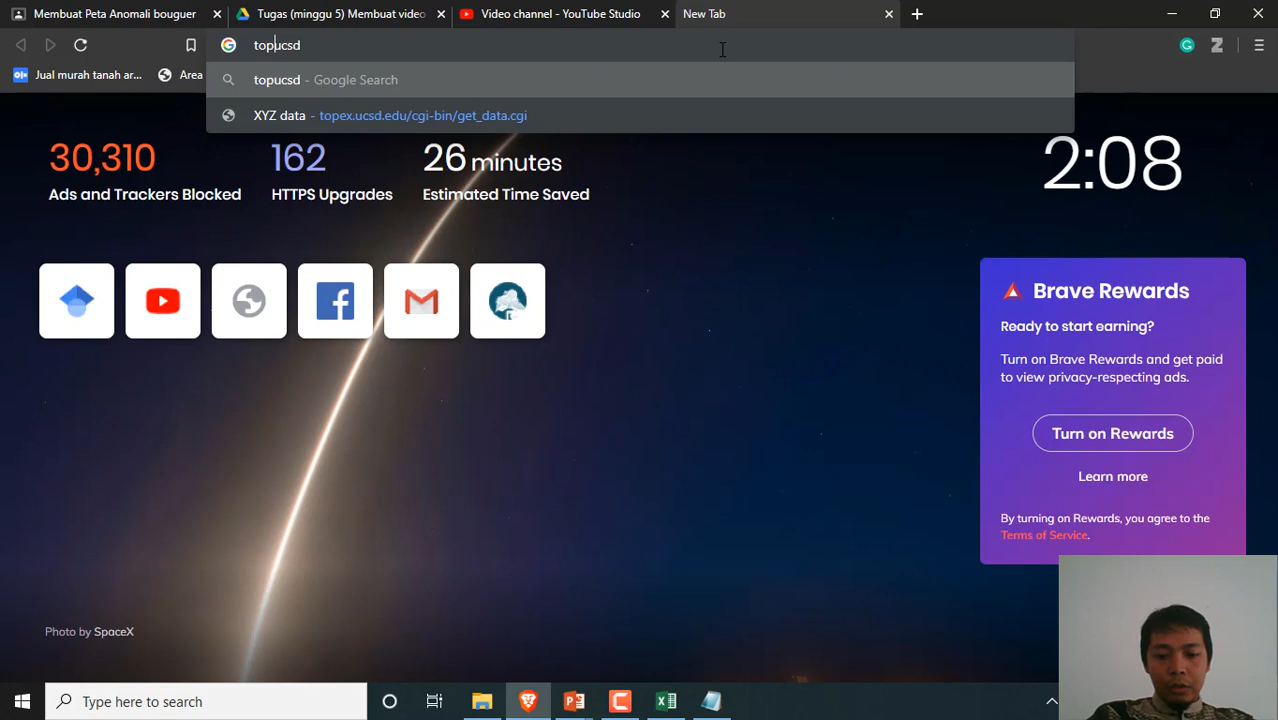 Membuat Peta Anomali bouguer
Tugas (minggu 5) Membuat video
Video channel - YouTube Studio
New Tab
topucsd
Jual murah tanah ar...
Area
topucsd - Google Search
XYZ data - topex.ucsd.edu/cgi-bin/get_data.cgi
30,310
Ads and Trackers Blocked
162
HTTPS Upgrades
26 minutes
Estimated Time Saved
2:08
Brave Rewards
Ready to start earning?
Turn on Brave Rewards and get paid
to view privacy-respecting ads.
Turn on Rewards
Learn more
By turning on Rewards, you agree to the
Terms of Service.
Photo by SpaceX
Type here to search